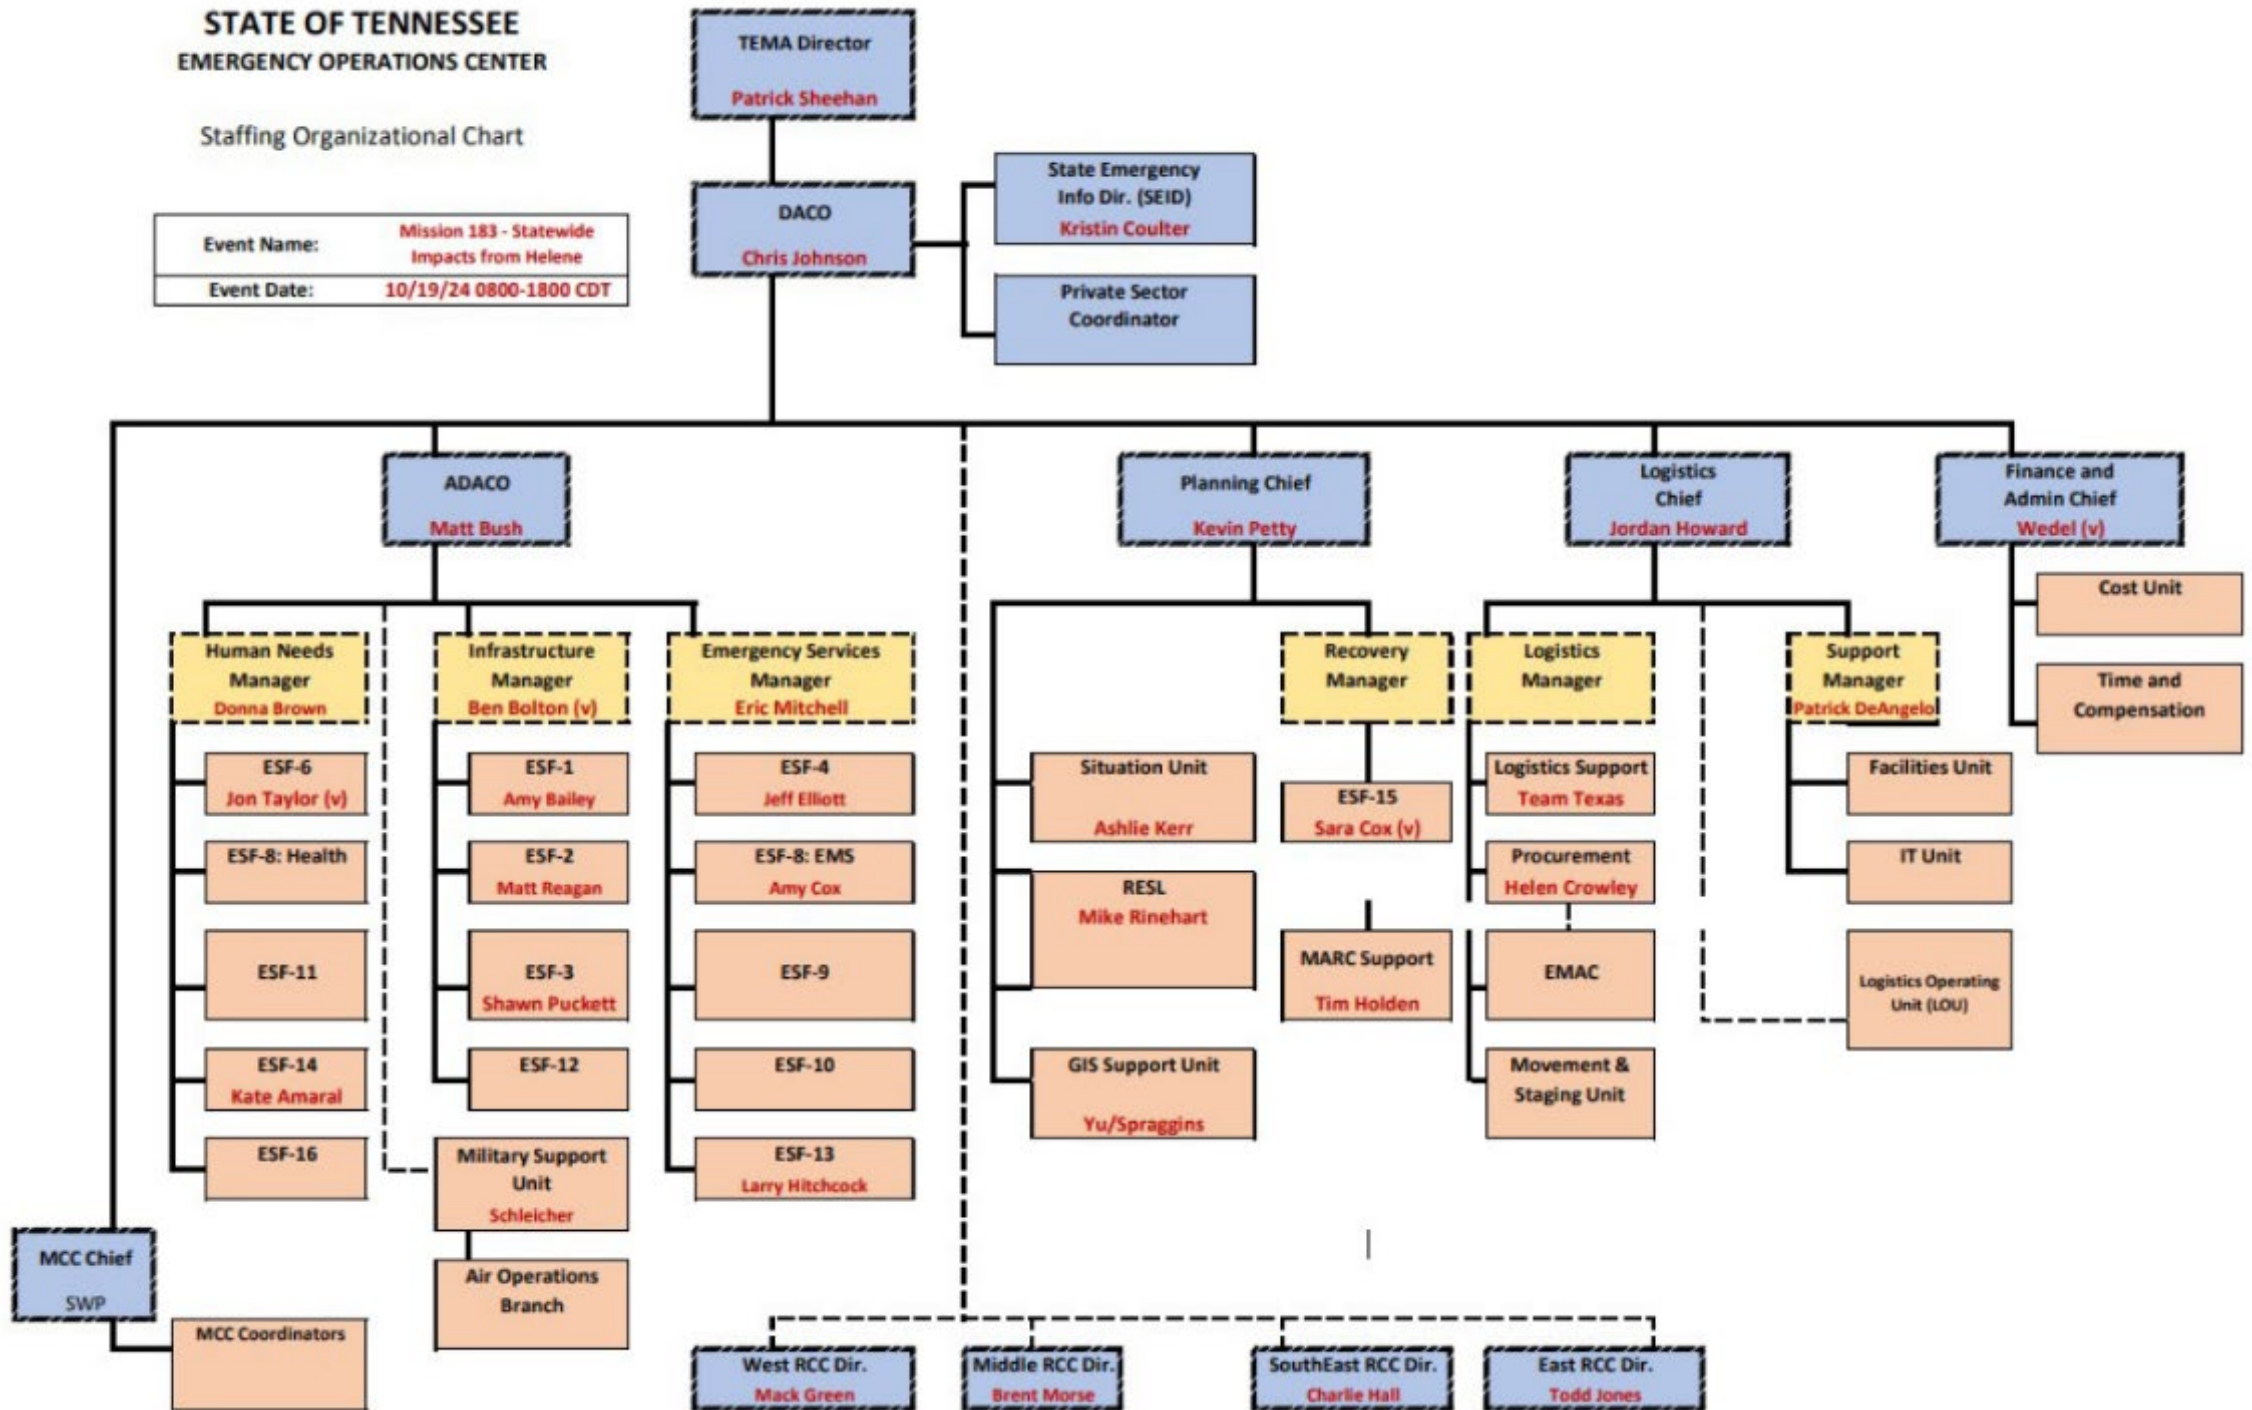 STATE OF TENNESSEE
EMERGENCY OPERATIONS CENTER
Staffing Organizational Chart
Event Name:
Mission 183 - Statewide
Impacts from Helene
Event Date:
10/19/24 0800-1800 CDT
TEMA Director
Patrick Sheehan
DACO
Chris Johnson
State Emergency
Info Dir. (SEID)
Kristin Coulter
Private Sector
Coordinator
ADACO
Matt Bush
Planning Chief
Kevin Petty
Logistics
Chief
Jordan Howard
Finance and
Admin Chief
Wedel (v)
Cost Unit
Time and
Compensation
Human Needs
Manager
Donna Brown
ESF-6
Jon Taylor (v)
ESF-8: Health
ESF-11
ESF-14
Kate Amaral
ESF-16
Infrastructure
Manager
Ben Bolton (v)
ESF-1
Amy Bailey
ESF-2
Matt Reagan
ESF-3
Shawn Puckett
ESF-12
Military Support
Unit
Schleicher
Air Operations
Branch
Emergency Services
Manager
Eric Mitchell
ESF-4
Jeff Elliott
ESF-8: EMS
Amy Cox
ESF-9
ESF-10
ESF-13
Larry Hitchcock
Situation Unit
Ashlie Kerr
RESL
Mike Rinehart
GIS Support Unit
Yu/Spraggins
Recovery
Manager
ESF-15
Sara Cox (v)
MARC Support
Tim Holden
Logistics
Manager
Logistics Support
Team Texas
Procurement
Helen Crowley
EMAC
Movement &
Staging Unit
Support
Manager
Patrick DeAngelo
Facilities Unit
IT Unit
Logistics Operating
Unit (LOU)
MCC Chief
SWP
MCC Coordinators
West RCC Dir.
Mack Green
Middle RCC Dir.
Brent Morse
SouthEast RCC Dir.
Charlie Hall
East RCC Dir.
Todd Jones